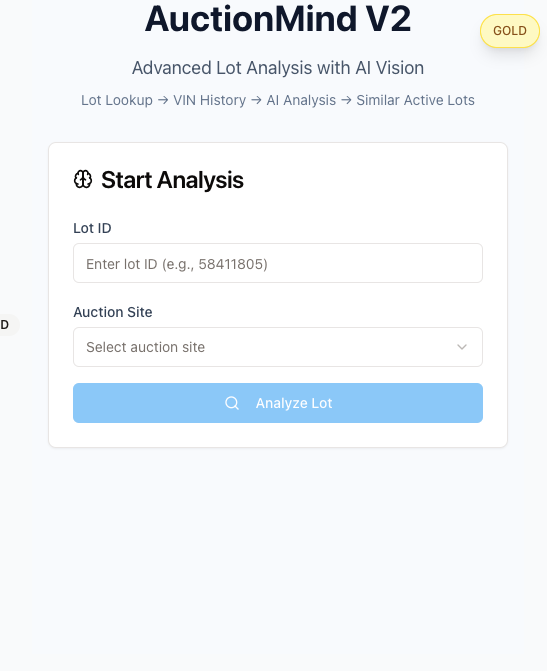 AuctionMind V2
GOLD
Advanced Lot Analysis with AI Vision
Lot Lookup → VIN History → AI Analysis → Similar Active Lots
Start Analysis
Lot ID
Enter lot ID (e.g., 58411805)
Auction Site
D
Select auction site
Analyze Lot